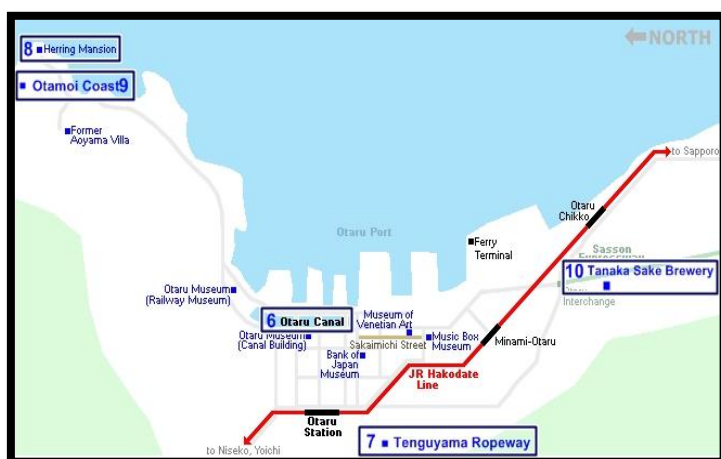 NORTH
8 Herring Mansion
Otamoi Coast 9
Former
Aoyama Villa
to Sapporo
Otaru
Chikko
Otaru Port
Ferry
Terminal
Sasson
Expressway
10 Tanaka Sake Brewery
Interchange
Otaru Museum
(Railway Museum)
6 Otaru Canal
Museum of
Venetian Art
Otaru Museum
(Canal Building)
Sakaimichi Street
Music Box
Museum
Minami-Otaru
Bank of
Japan
Museum
JR Hakodate
Line
Otaru
Station
7 Tenguyama Ropeway
to Niseko, Yoichi